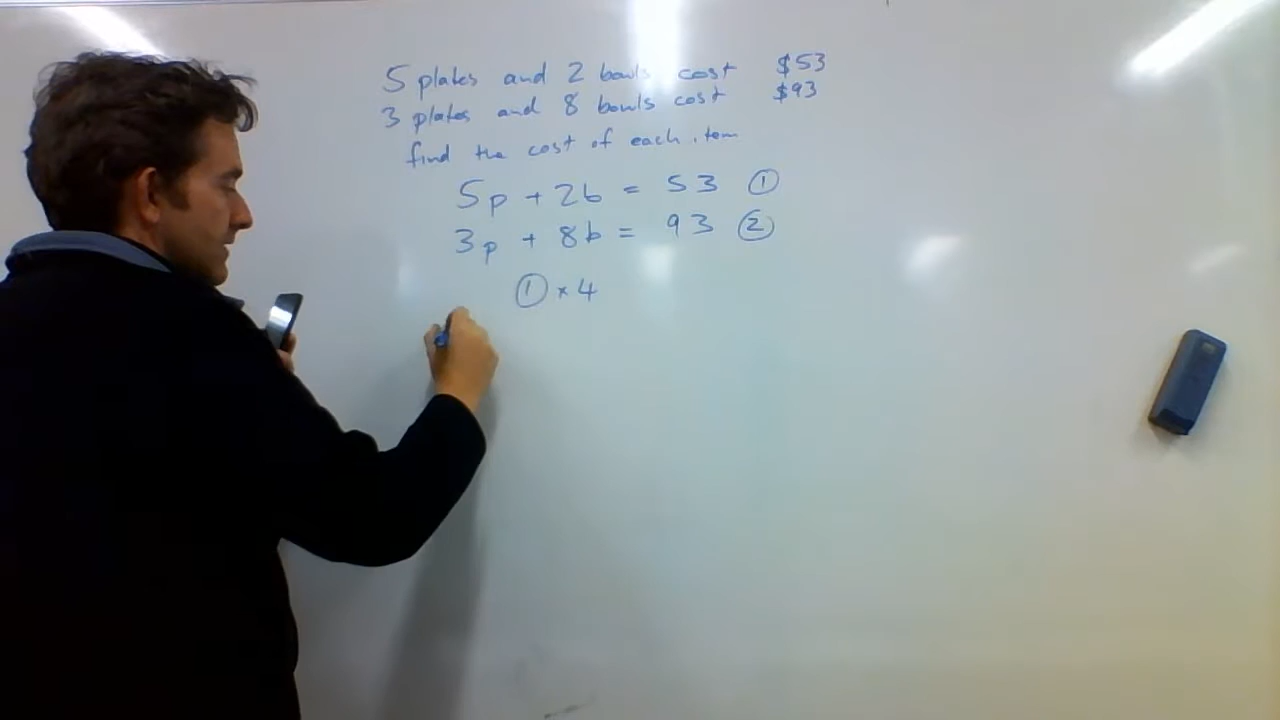 5 plates and 2 bowls cost $53
3 plates and 8 bowls cost $93
find the cost of each item
5p + 2b = 53 ①
3p + 8b = 93 ②
① × 4